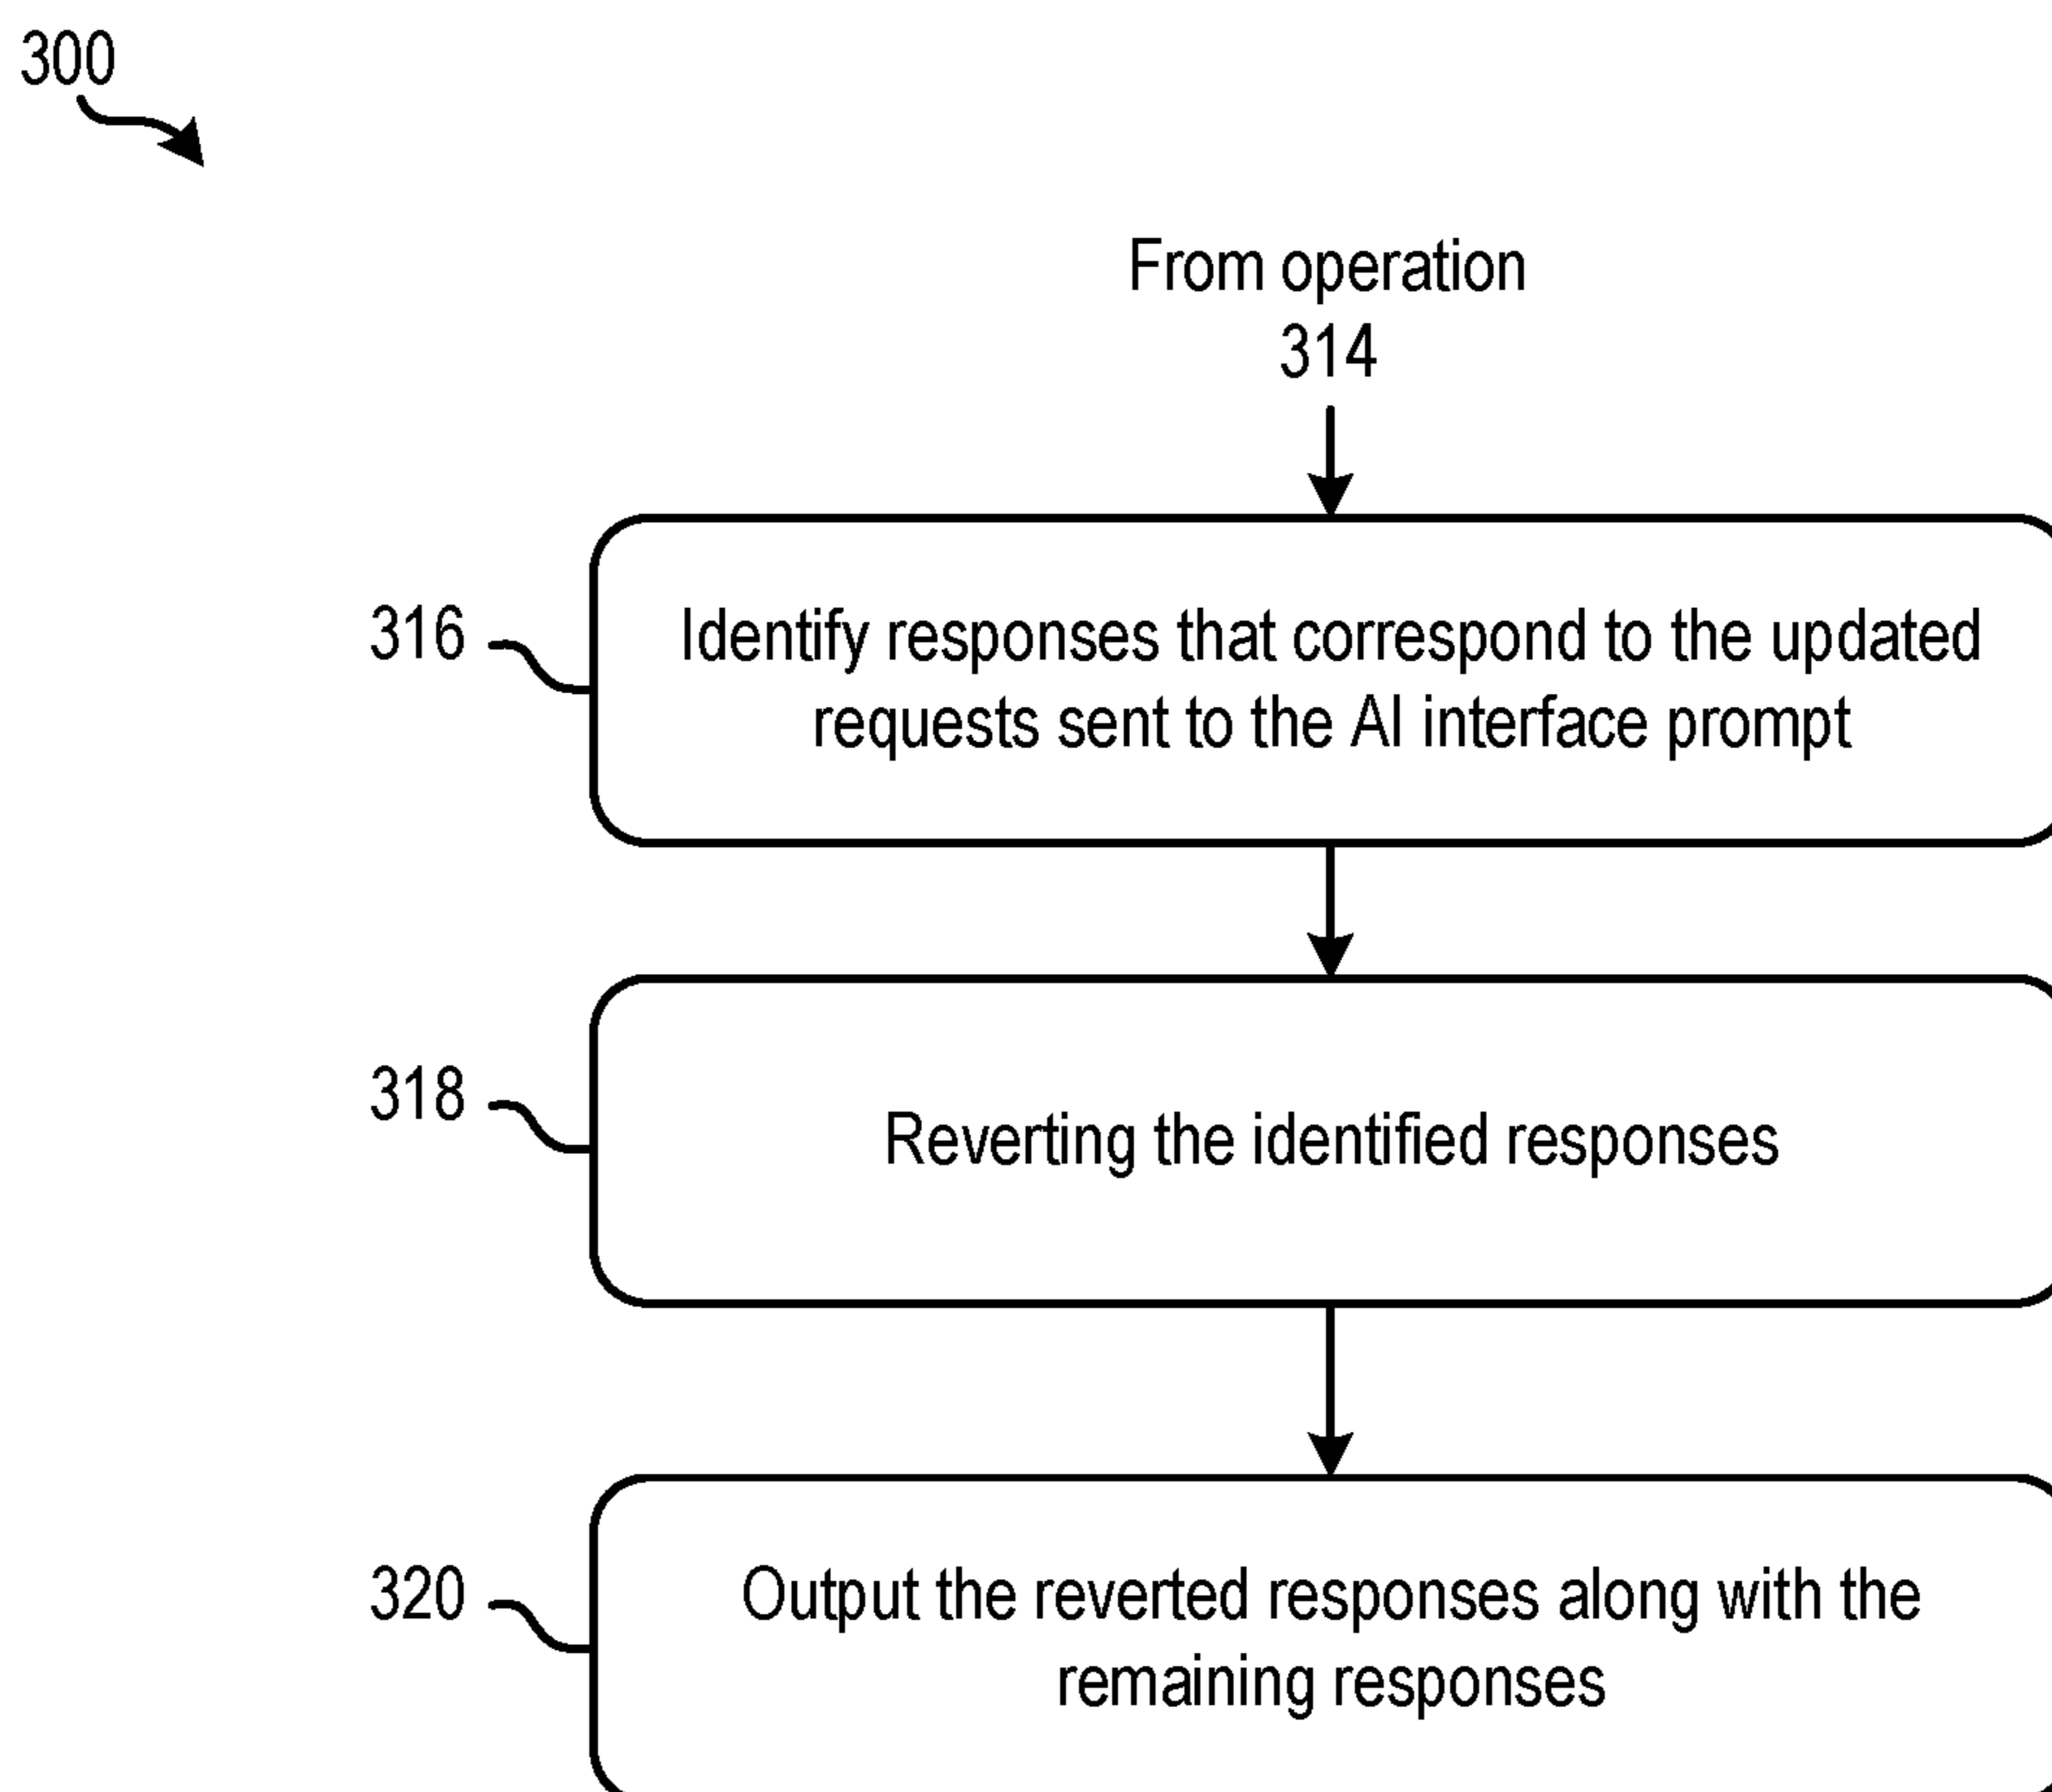 300
From operation
314
316
Identify responses that correspond to the updated
requests sent to the AI interface prompt
318
Reverting the identified responses
320
Output the reverted responses along with the
remaining responses